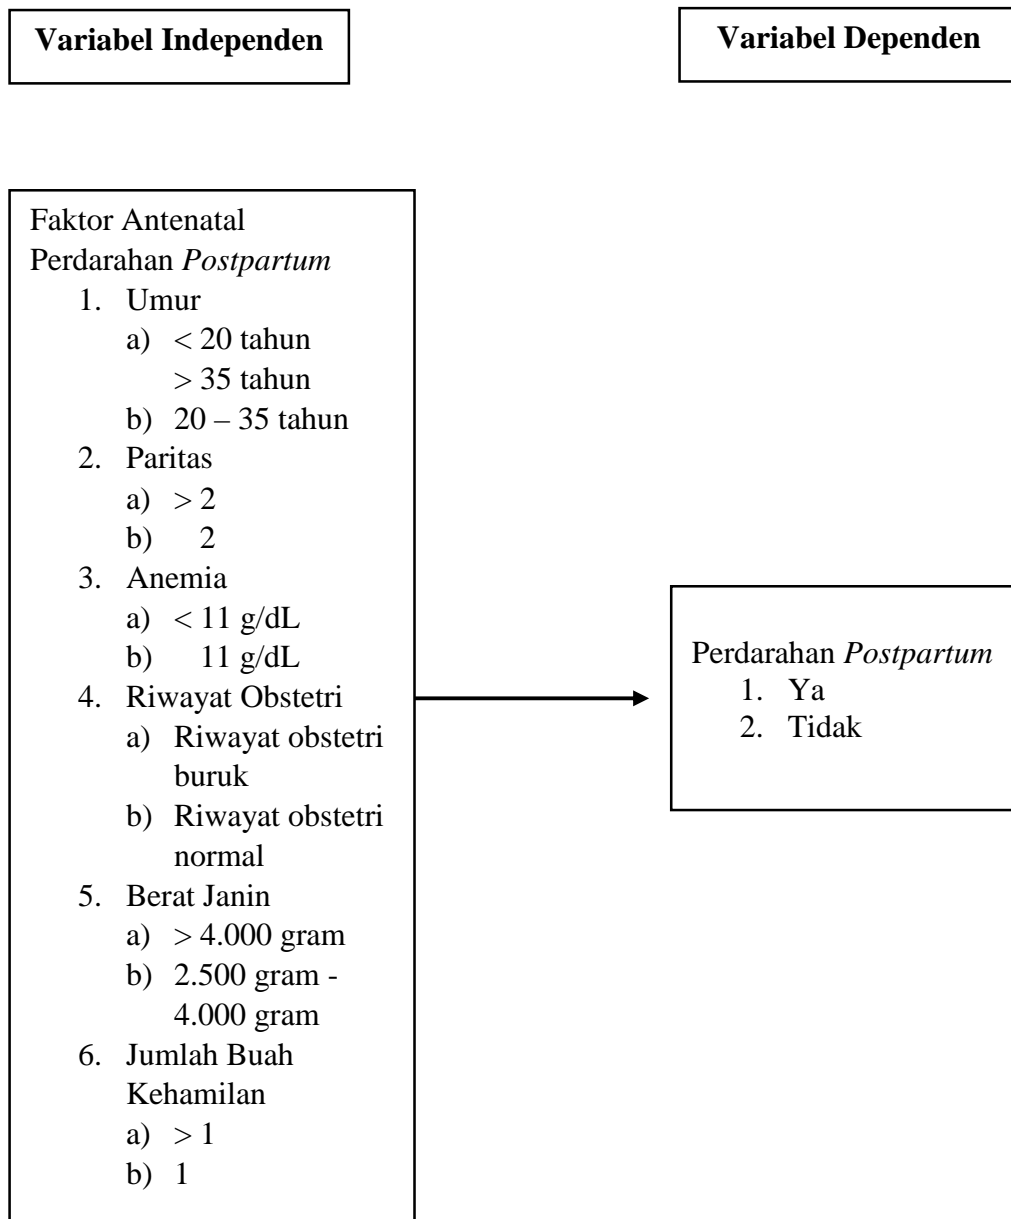 Variabel Independen
Variabel Dependen
Faktor Antenatal
Perdarahan Postpartum
1. Umur
a) < 20 tahun
> 35 tahun
b) 20 – 35 tahun
2. Paritas
a) > 2
b) 2
3. Anemia
a) < 11 g/dL
b) 11 g/dL
4. Riwayat Obstetri
a) Riwayat obstetri
buruk
b) Riwayat obstetri
normal
5. Berat Janin
a) > 4.000 gram
b) 2.500 gram -
4.000 gram
6. Jumlah Buah
Kehamilan
a) > 1
b) 1
Perdarahan Postpartum
1. Ya
2. Tidak